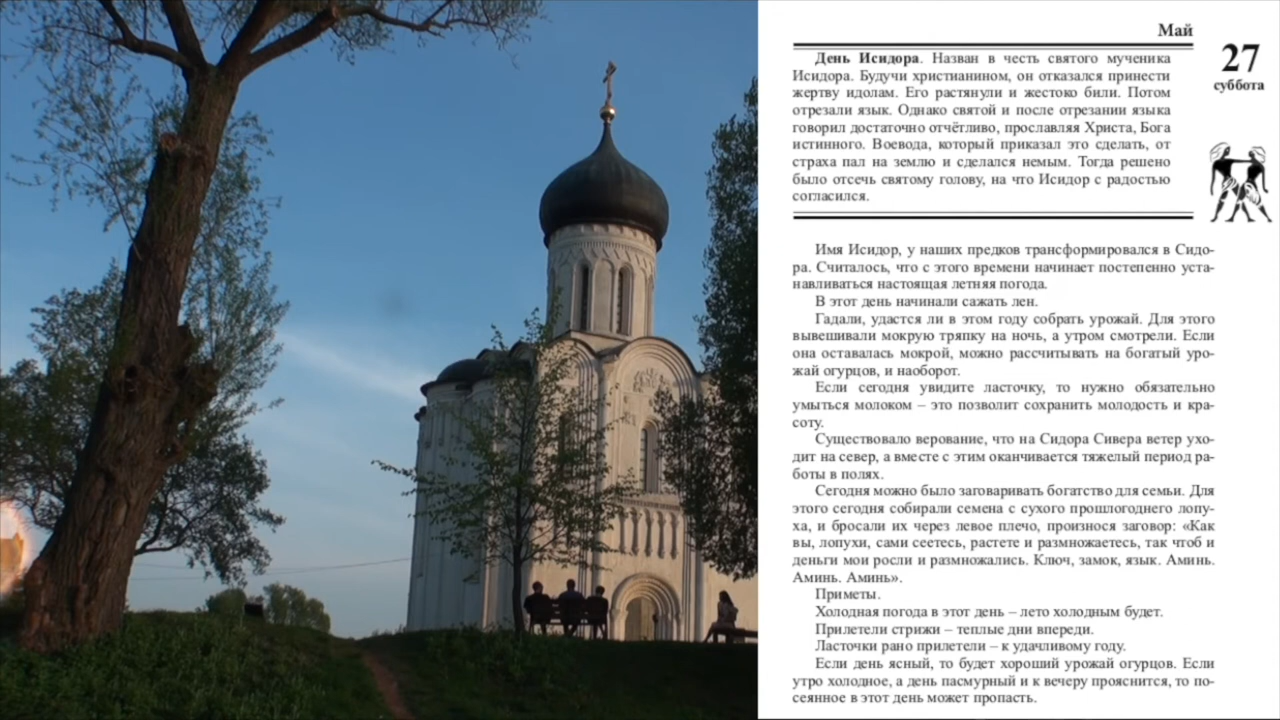 Май
27
суббота
День Исидора. Назван в честь святого мученика
Исидора. Будучи христианином, он отказался принести
жертву идолам. Его растянули и жестоко били. Потом
отрезали язык. Однако святой и после отрезании языка
говорил достаточно отчётливо, прославляя Христа, Бога
истинного. Воевода, который приказал это сделать, от
страха пал на землю и сделался немым. Тогда решено
было отсечь святому голову, на что Исидор с радостью
согласился.
Имя Исидор, у наших предков трансформировался в Сидо-
ра. Считалось, что с этого времени начинает постепенно уста-
навливаться настоящая летняя погода.
В этот день начинали сажать лен.
Гадали, удастся ли в этом году собрать урожай. Для этого
вывешивали мокрую тряпку на ночь, а утром смотрели. Если
она оставалась мокрой, можно рассчитывать на богатый уро-
жай огурцов, и наоборот.
Если сегодня увидите ласточку, то нужно обязательно
умыться молоком – это позволит сохранить молодость и кра-
соту.
Существовало верование, что на Сидора Сивера ветер ухо-
дит на север, а вместе с этим оканчивается тяжелый период ра-
боты в полях.
Сегодня можно было заговаривать богатство для семьи. Для
этого сегодня собирали семена с сухого прошлогоднего лопу-
ха, и бросали их через левое плечо, произнося заговор: «Как
вы, лопухи, сами сеетесь, растете и размножаетесь, так чтоб и
деньги мои росли и размножались. Ключ, замок, язык. Аминь.
Аминь. Аминь».
Приметы.
Холодная погода в этот день – лето холодным будет.
Прилетели стрижи – теплые дни впереди.
Ласточки рано прилетели – к удачливому году.
Если день ясный, то будет хороший урожай огурцов. Если
утро холодное, а день пасмурный и к вечеру прояснится, то по-
сеянное в этот день может пропасть.